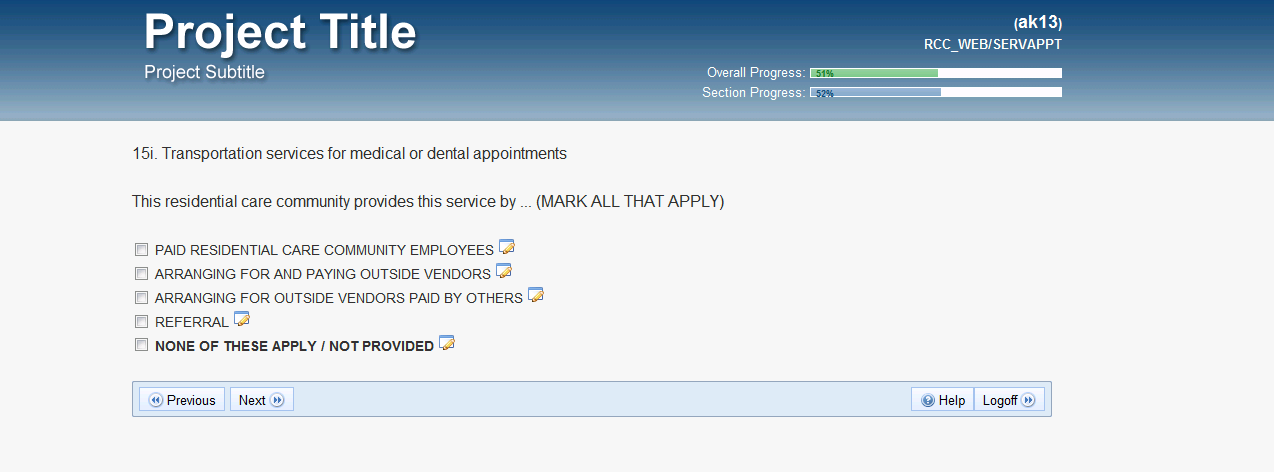 Project Title
Project Subtitle
(ak13)
RCC_WEB/SERVAPPT
Overall Progress: 51%
Section Progress: 52%
15i. Transportation services for medical or dental appointments
This residential care community provides this service by ... (MARK ALL THAT APPLY)
PAID RESIDENTIAL CARE COMMUNITY EMPLOYEES
ARRANGING FOR AND PAYING OUTSIDE VENDORS
ARRANGING FOR OUTSIDE VENDORS PAID BY OTHERS
REFERRAL
NONE OF THESE APPLY / NOT PROVIDED
Previous Next Help Logoff